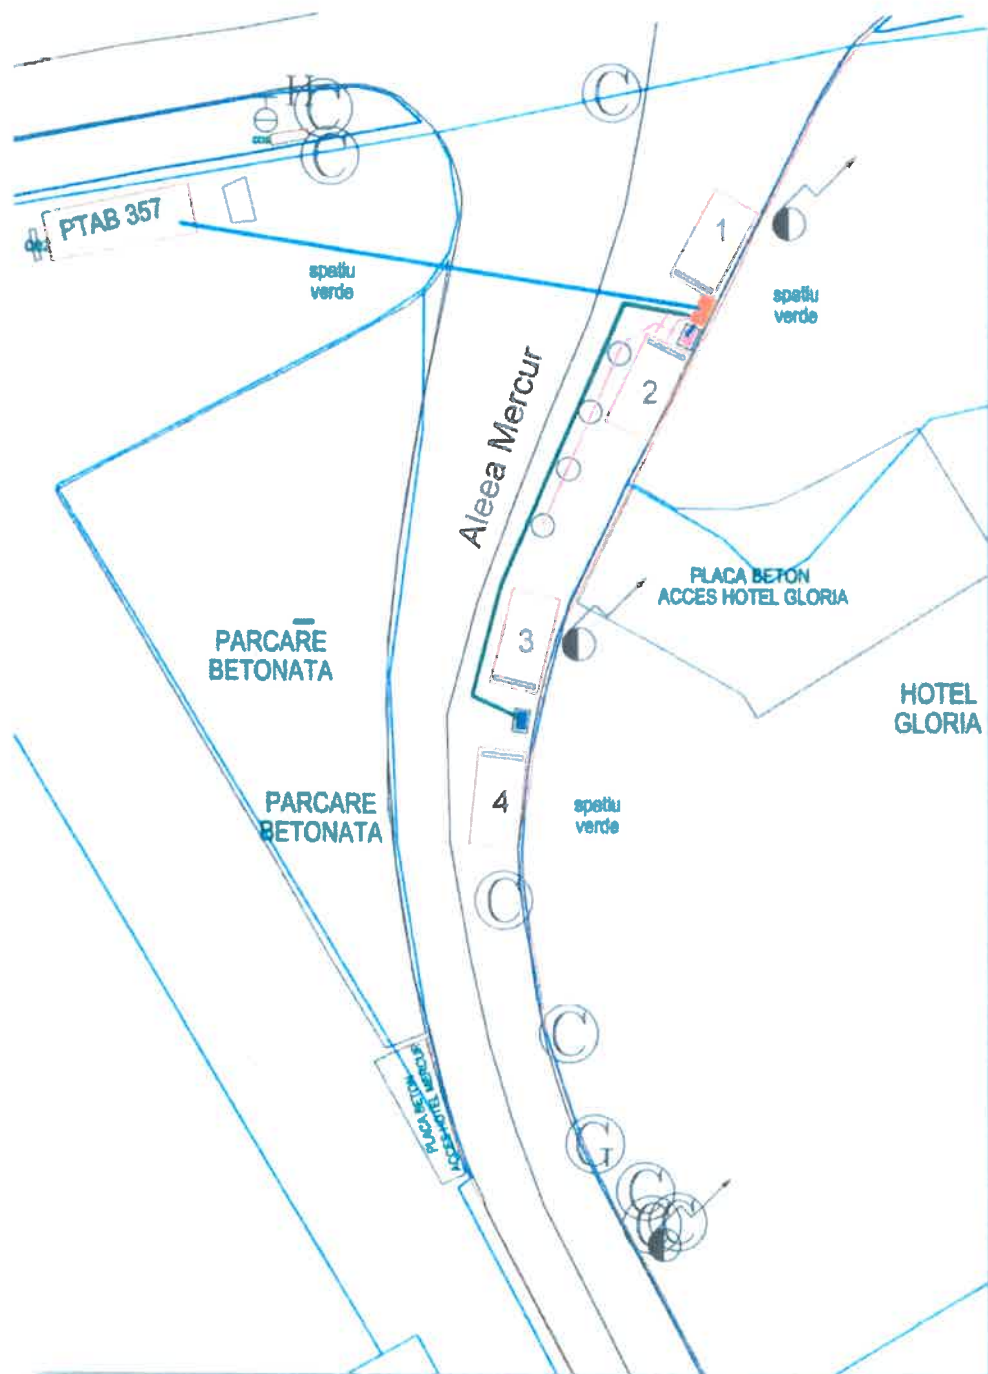 H
C
C
C
PTAB 357
1
spatiu
verde
spatiu
verde
2
Aleea Mercur
PLACA BETON
ACCES HOTEL GLORIA
3
PARCARE
BETONATA
HOTEL
GLORIA
PARCARE
BETONATA
4
spatiu
verde
C
C
PLACA BETON
ACCES HOTEL MERCUR
G
C
C
C